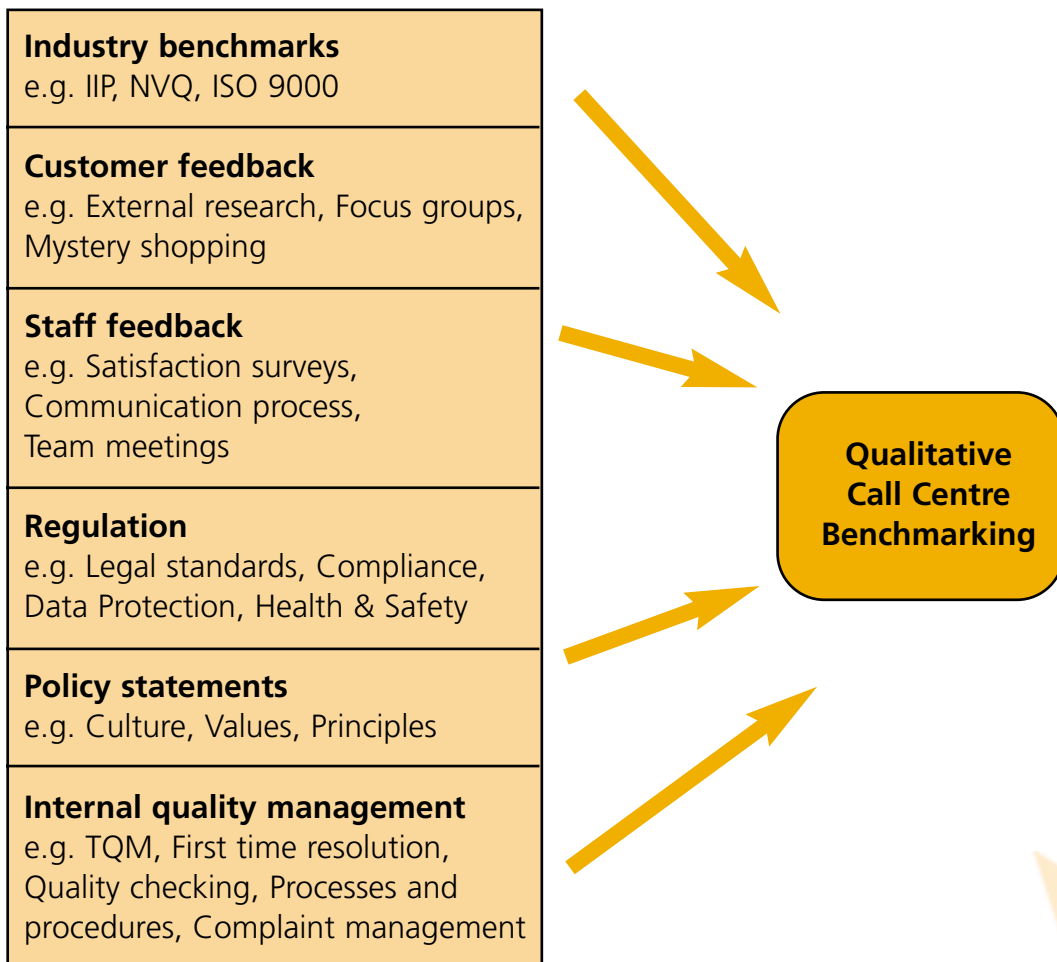 Industry benchmarks
e.g. IIP, NVQ, ISO 9000
Customer feedback
e.g. External research, Focus groups,
Mystery shopping
Staff feedback
e.g. Satisfaction surveys,
Communication process,
Team meetings
Regulation
e.g. Legal standards, Compliance,
Data Protection, Health & Safety
Policy statements
e.g. Culture, Values, Principles
Internal quality management
e.g. TQM, First time resolution,
Quality checking, Processes and
procedures, Complaint management
Qualitative
Call Centre
Benchmarking